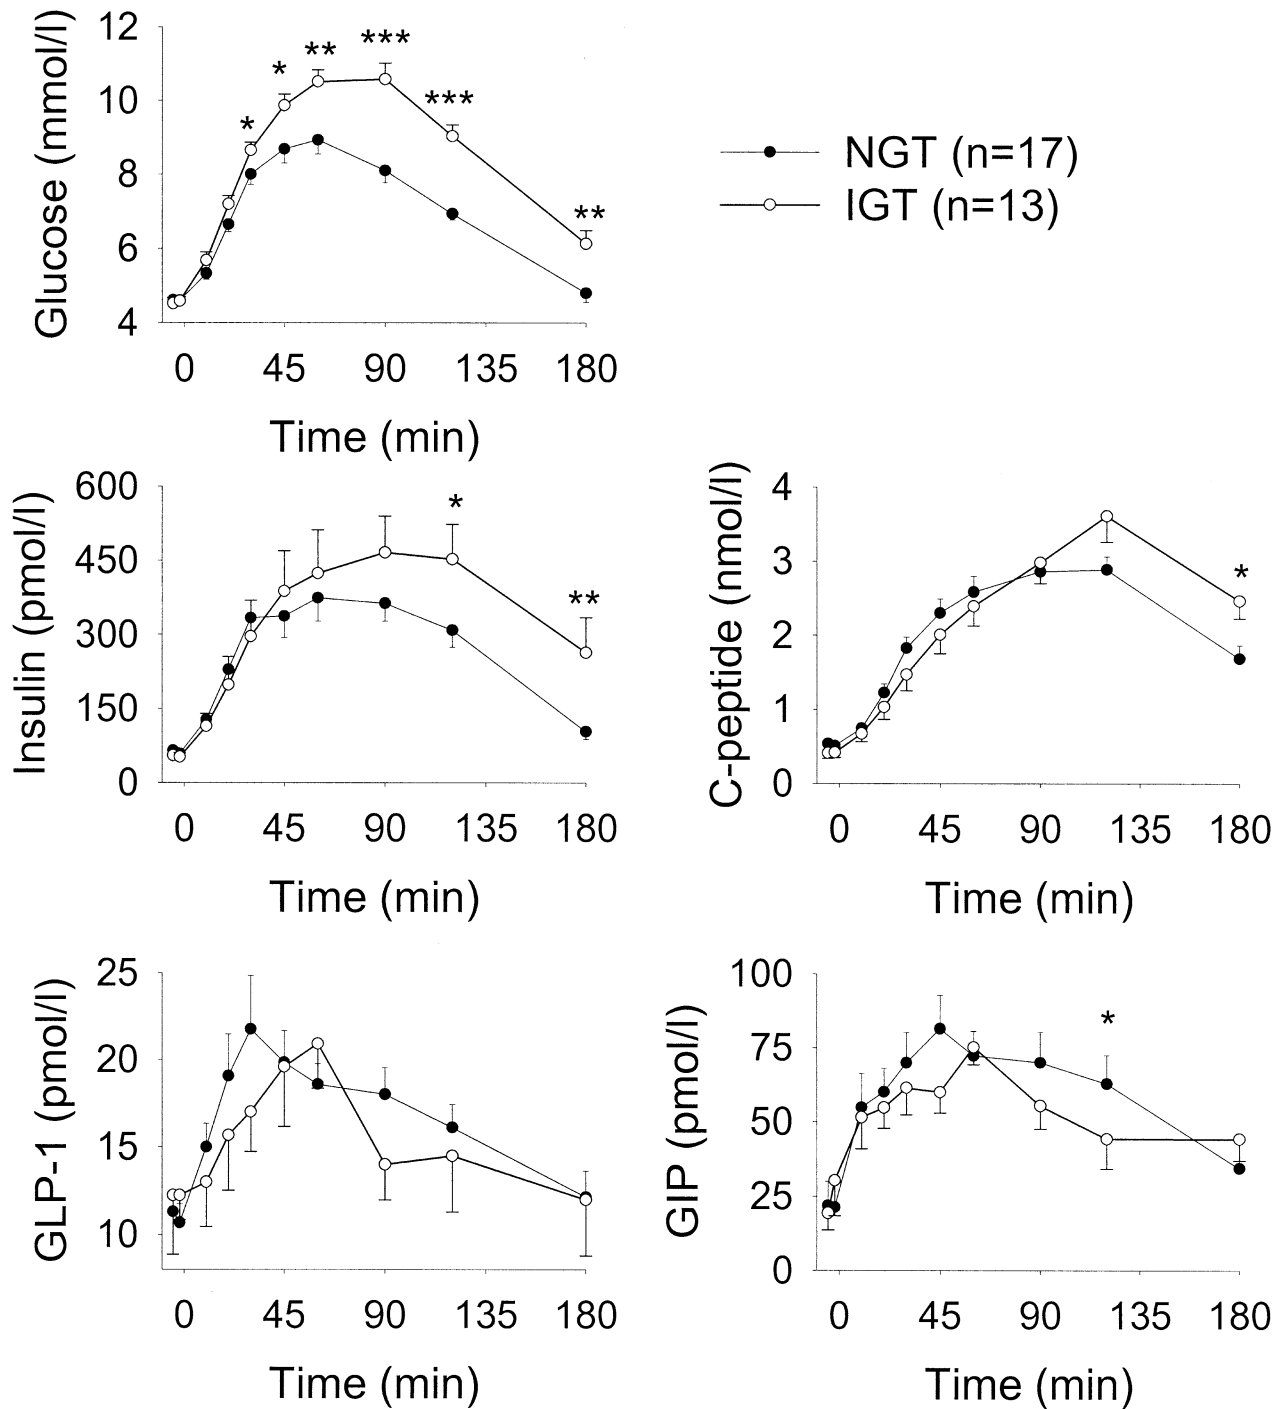 Glucose (mmol/l)
12
10
8
6
4
*
*
**
***
***
**
0 45 90 135 180
Time (min)
NGT (n=17)
IGT (n=13)
Insulin (pmol/l)
600
450
300
150
0
*
**
0 45 90 135 180
Time (min)
C-peptide (nmol/l)
4
3
2
1
0
*
0 45 90 135 180
Time (min)
GLP-1 (pmol/l)
25
20
15
10
0 45 90 135 180
Time (min)
GIP (pmol/l)
100
75
50
25
0
*
0 45 90 135 180
Time (min)